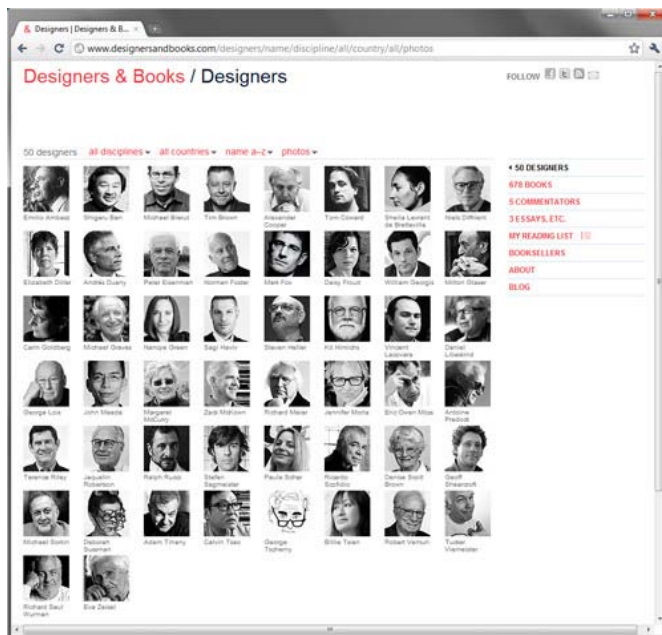 Designers | Designers & B...
www.designersandbooks.com/designers/name/discipline/all/country/all/photos
Designers & Books / Designers
FOLLOW
50 designers all disciplines all countries name a–z photos
50 DESIGNERS
678 BOOKS
5 COMMENTATORS
3 ESSAYS, ETC.
MY READING LIST
BOOKSELLERS
ABOUT
BLOG
Emilio Ambasz Shigeru Ban Michael Bierut Tim Brown Alexander Tom Coward Sheila Levrant Niels Diffrient
Cooper de Bretteville
Elizabeth Diller Andrés Duany Peter Eisenman Norman Foster Mark Fox Daisy Froud William Georgis Milton Glaser
Carin Goldberg Michael Graves Sagi Haviv Steven Heller Kit Hinrichs Vincent Daniel
Lacovara Libeskind
George Lois John Maeda Margaret Richard Meier Jennifer Morla Eric Owen Moss Antoine
McCurry Predock
Terence Riley Jaquelin Ralph Rucci Stefan Paula Scher Ricardo Denise Scott Geoff
Robertson Sagmeister Scofidio Brown Shearcroft
Michael Sorkin Deborah Adam Tihany Calvin Tsao George Billie Tsien Robert Venturi Tucker
Sussman Tscherny Viemeister
Richard Saul Eva Zeisel
Wurman